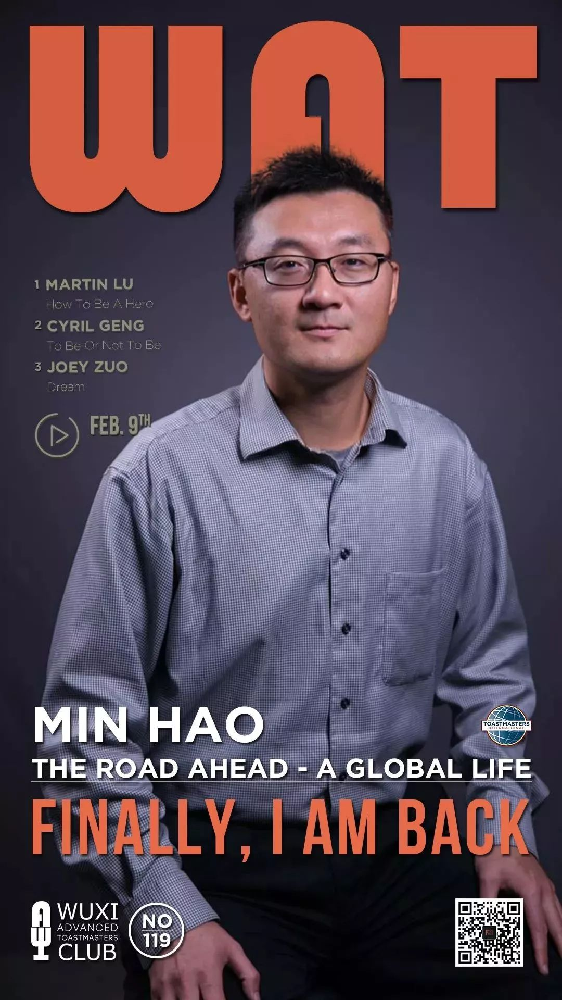 WAT
1 MARTIN LU
How To Be A Hero
2 CYRIL GENG
To Be Or Not To Be
3 JOEY ZUO
Dream
FEB. 9TH
MIN HAO
TOASTMASTERS
INTERNATIONAL
THE ROAD AHEAD - A GLOBAL LIFE
FINALLY, I AM BACK
WUXI
ADVANCED
TOASTMASTERS
CLUB
NO
119